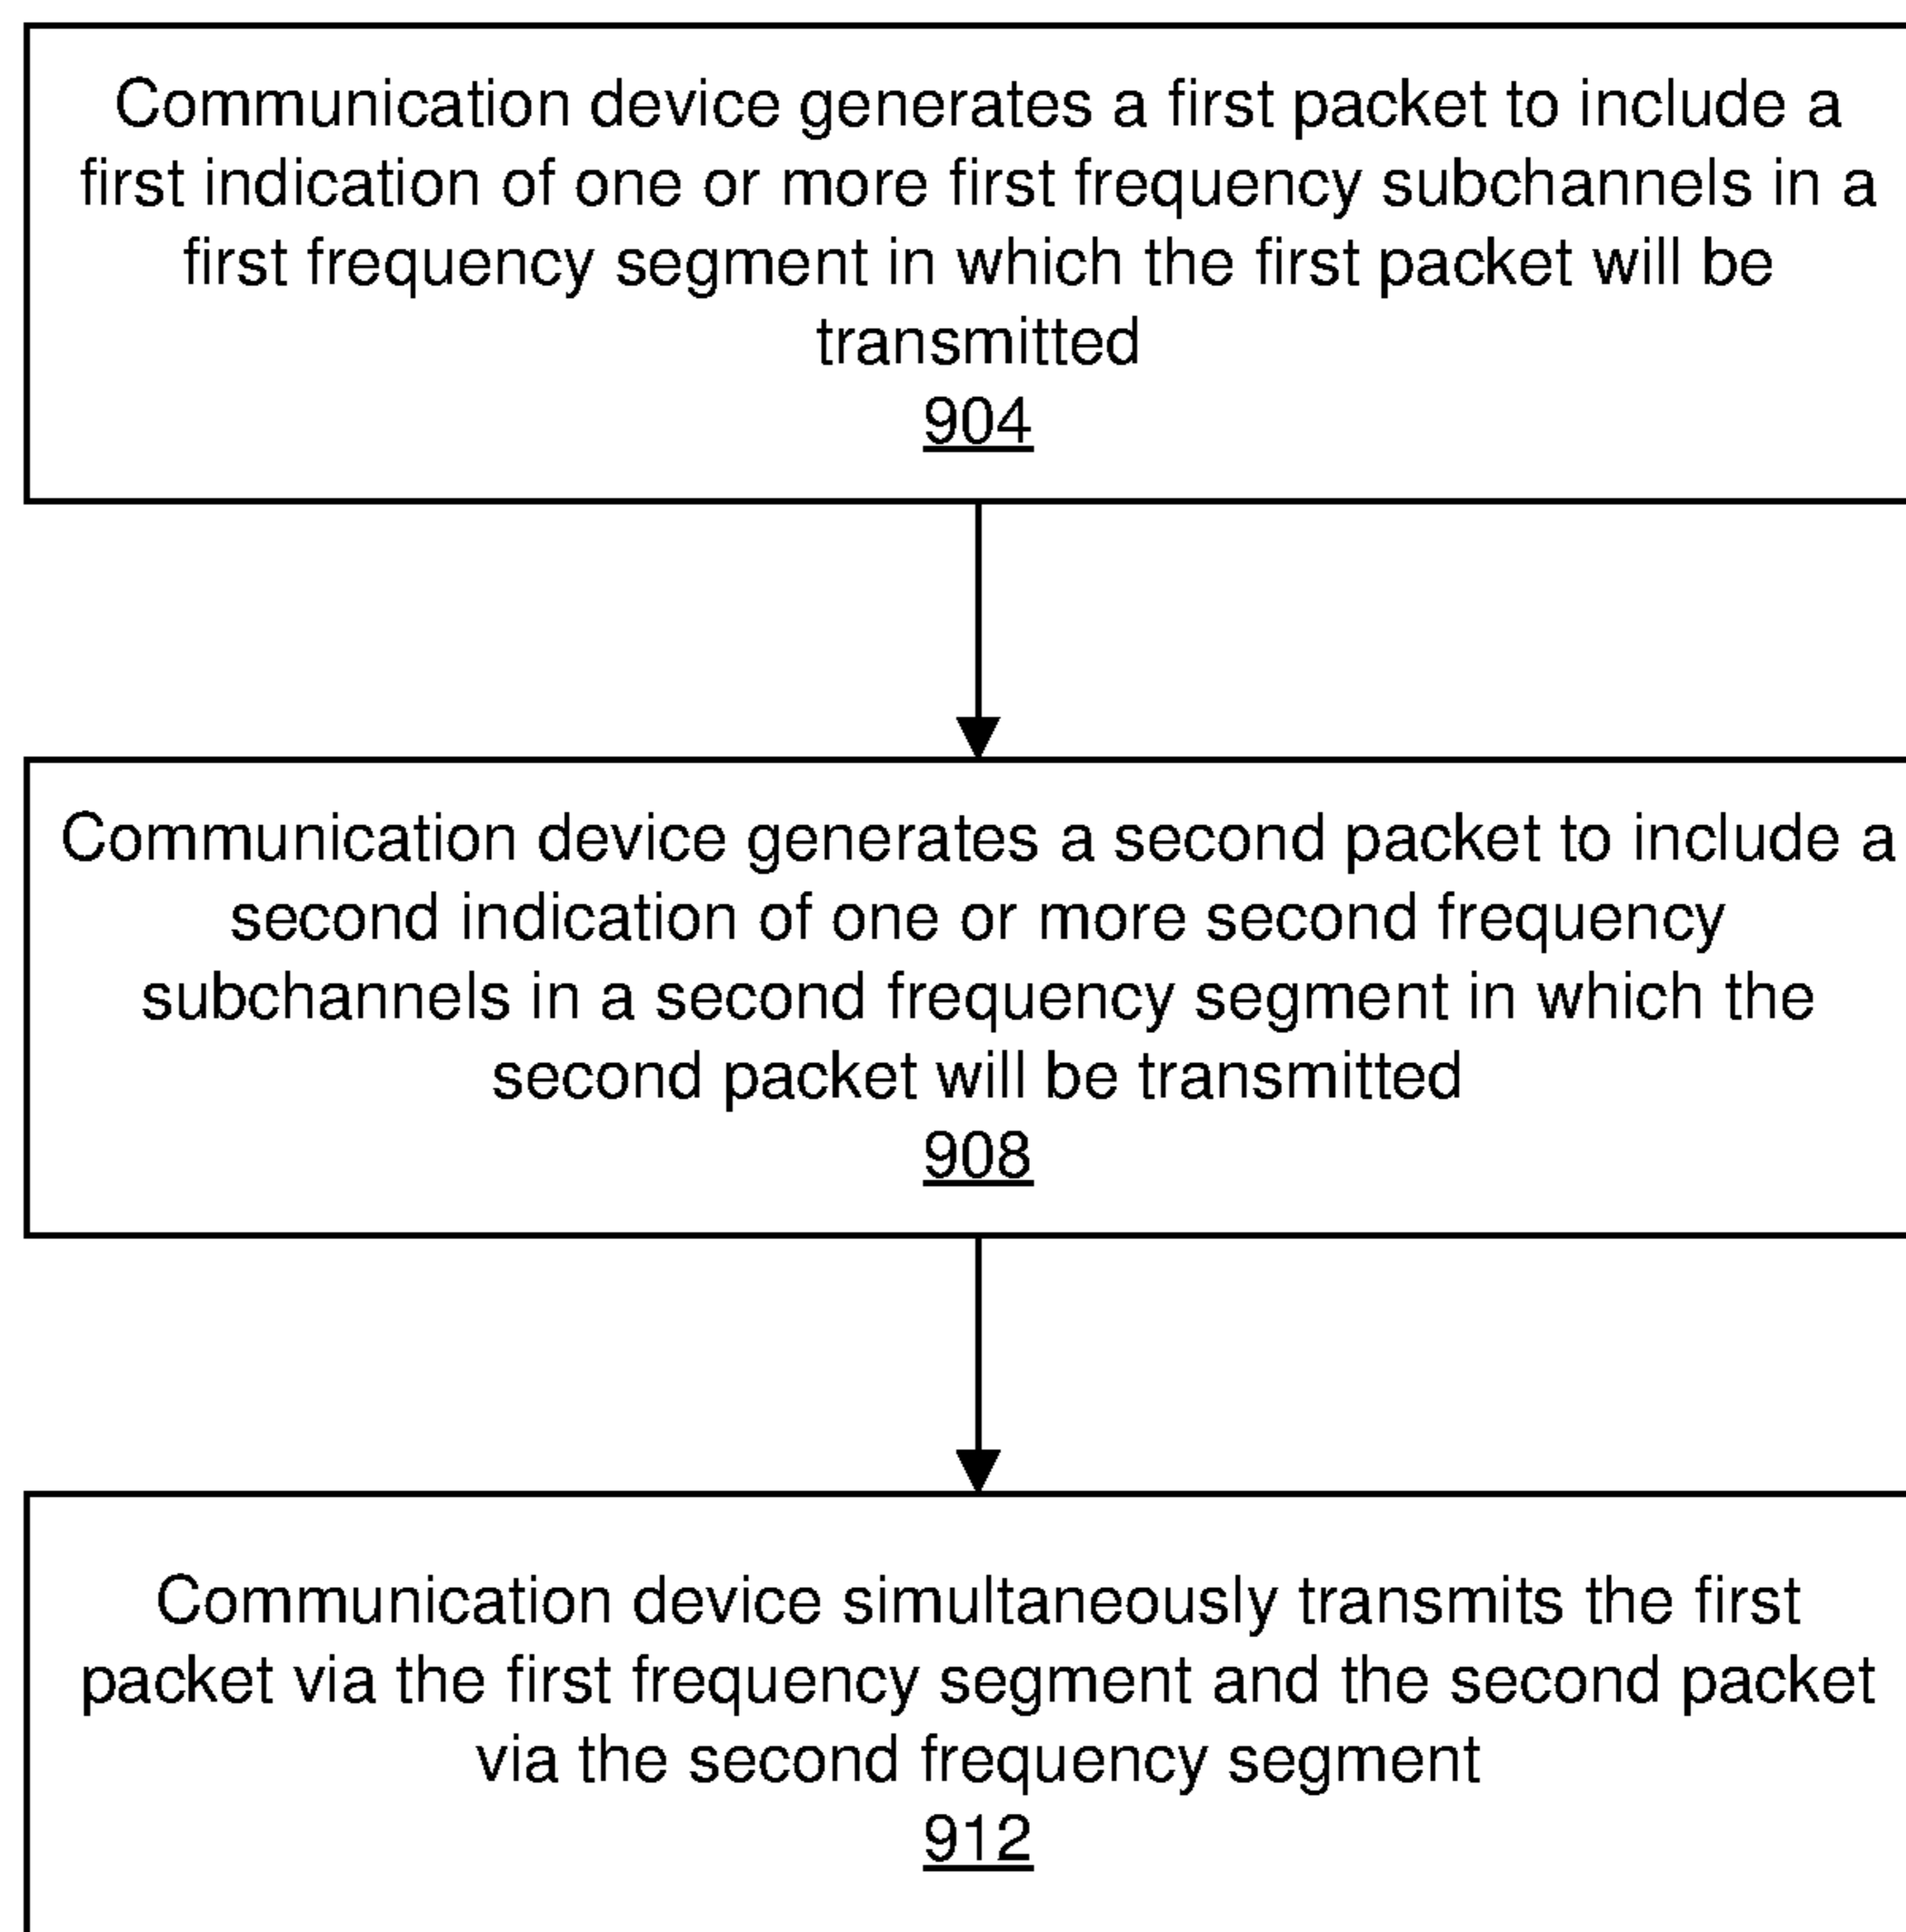 Communication device generates a first packet to include a
first indication of one or more first frequency subchannels in a
first frequency segment in which the first packet will be
transmitted
904
Communication device generates a second packet to include a
second indication of one or more second frequency
subchannels in a second frequency segment in which the
second packet will be transmitted
908
Communication device simultaneously transmits the first
packet via the first frequency segment and the second packet
via the second frequency segment
912